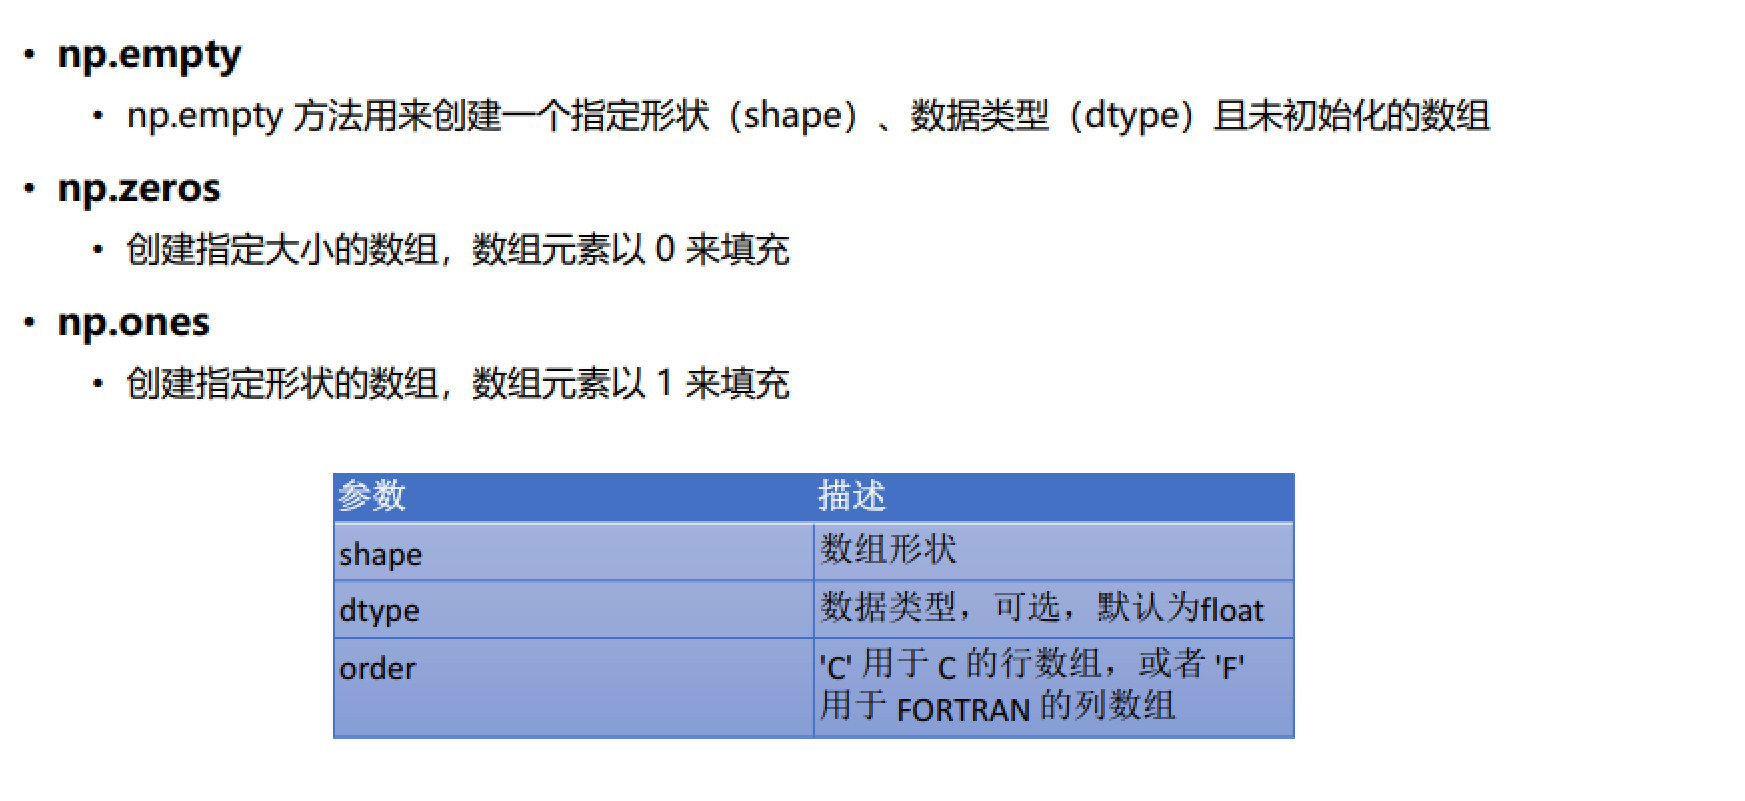 • np.empty
• np.empty 方法用来创建一个指定形状（shape）、数据类型（dtype）且未初始化的数组
• np.zeros
• 创建指定大小的数组，数组元素以 0 来填充
• np.ones
• 创建指定形状的数组，数组元素以 1 来填充
参数 描述
shape 数组形状
dtype 数据类型，可选，默认为float
order 'C' 用于 C 的行数组，或者 'F'
用于 FORTRAN 的列数组